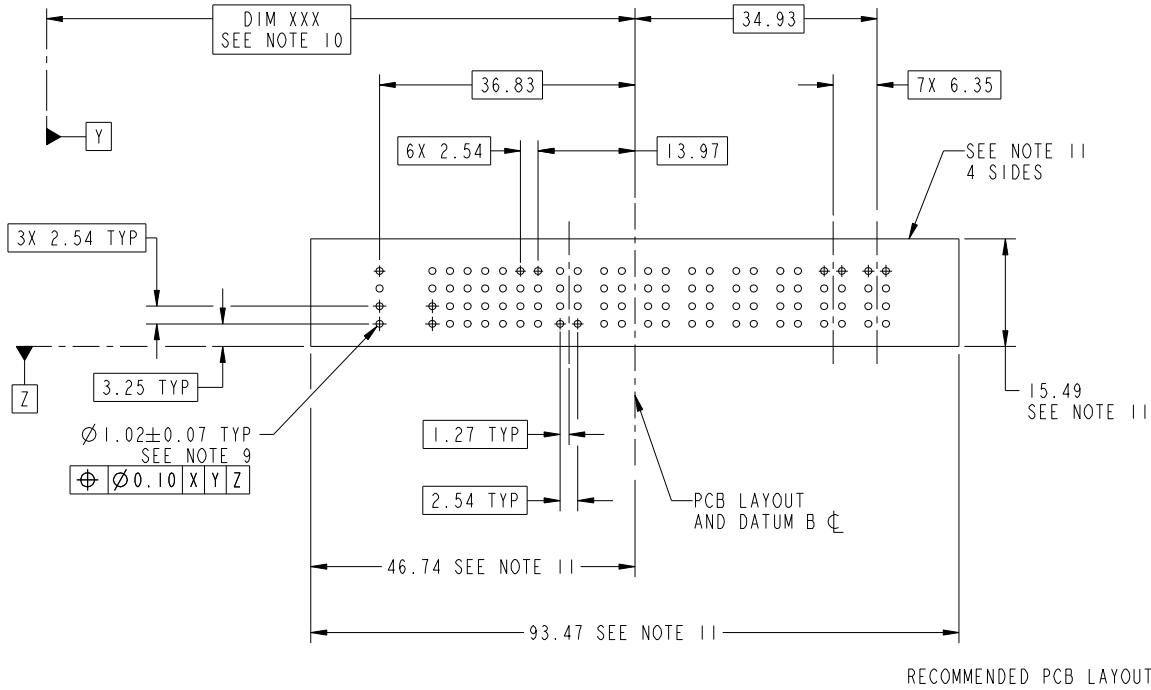 DIM XXX
SEE NOTE 10
34.93
36.83
7X 6.35
Y
6X 2.54
13.97
SEE NOTE 11
4 SIDES
3X 2.54 TYP
3.25 TYP
Z
15.49
SEE NOTE 11
Ø1.02±0.07 TYP
SEE NOTE 9
⌖ Ø0.10 X Y Z
1.27 TYP
2.54 TYP
PCB LAYOUT
AND DATUM B ℄
46.74 SEE NOTE 11
93.47 SEE NOTE 11
RECOMMENDED PCB LAYOUT